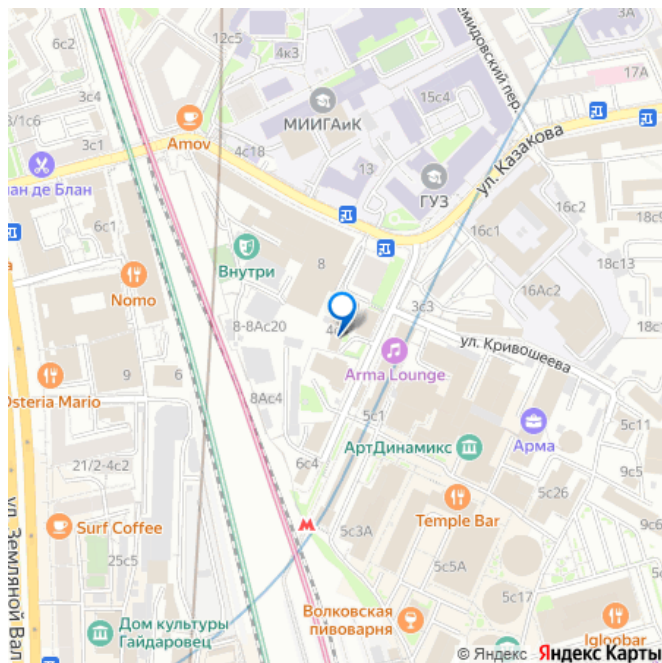 6с2
12с5
4к3
3А
17А
3с4
15с4
Демидовский пер.
3/1с6
МИИГАиК
3с1
Amov
ул. Казакова
4с18
13
лан де Блан
ГУЗ
16с2
6с1
16с1
Внутри
8
18с13
Nomo
16Ас2
3с3
18с
8-8Ас20
ул. Кривошеева
9
6
Arma Lounge
8Ас4
Osteria Mario
5с1
5с11
АртДинамикс
Арма
21/2-4с2
6с4
9с5
5с26
Surf Coffee
Temple Bar
9с6
5с3А
ул. Земляной Вал
25с5
5с5А
5с17
Волковская
пивоварня
Дом культуры
Гайдаровец
Igloobar
© Яндекс Яндекс Карты